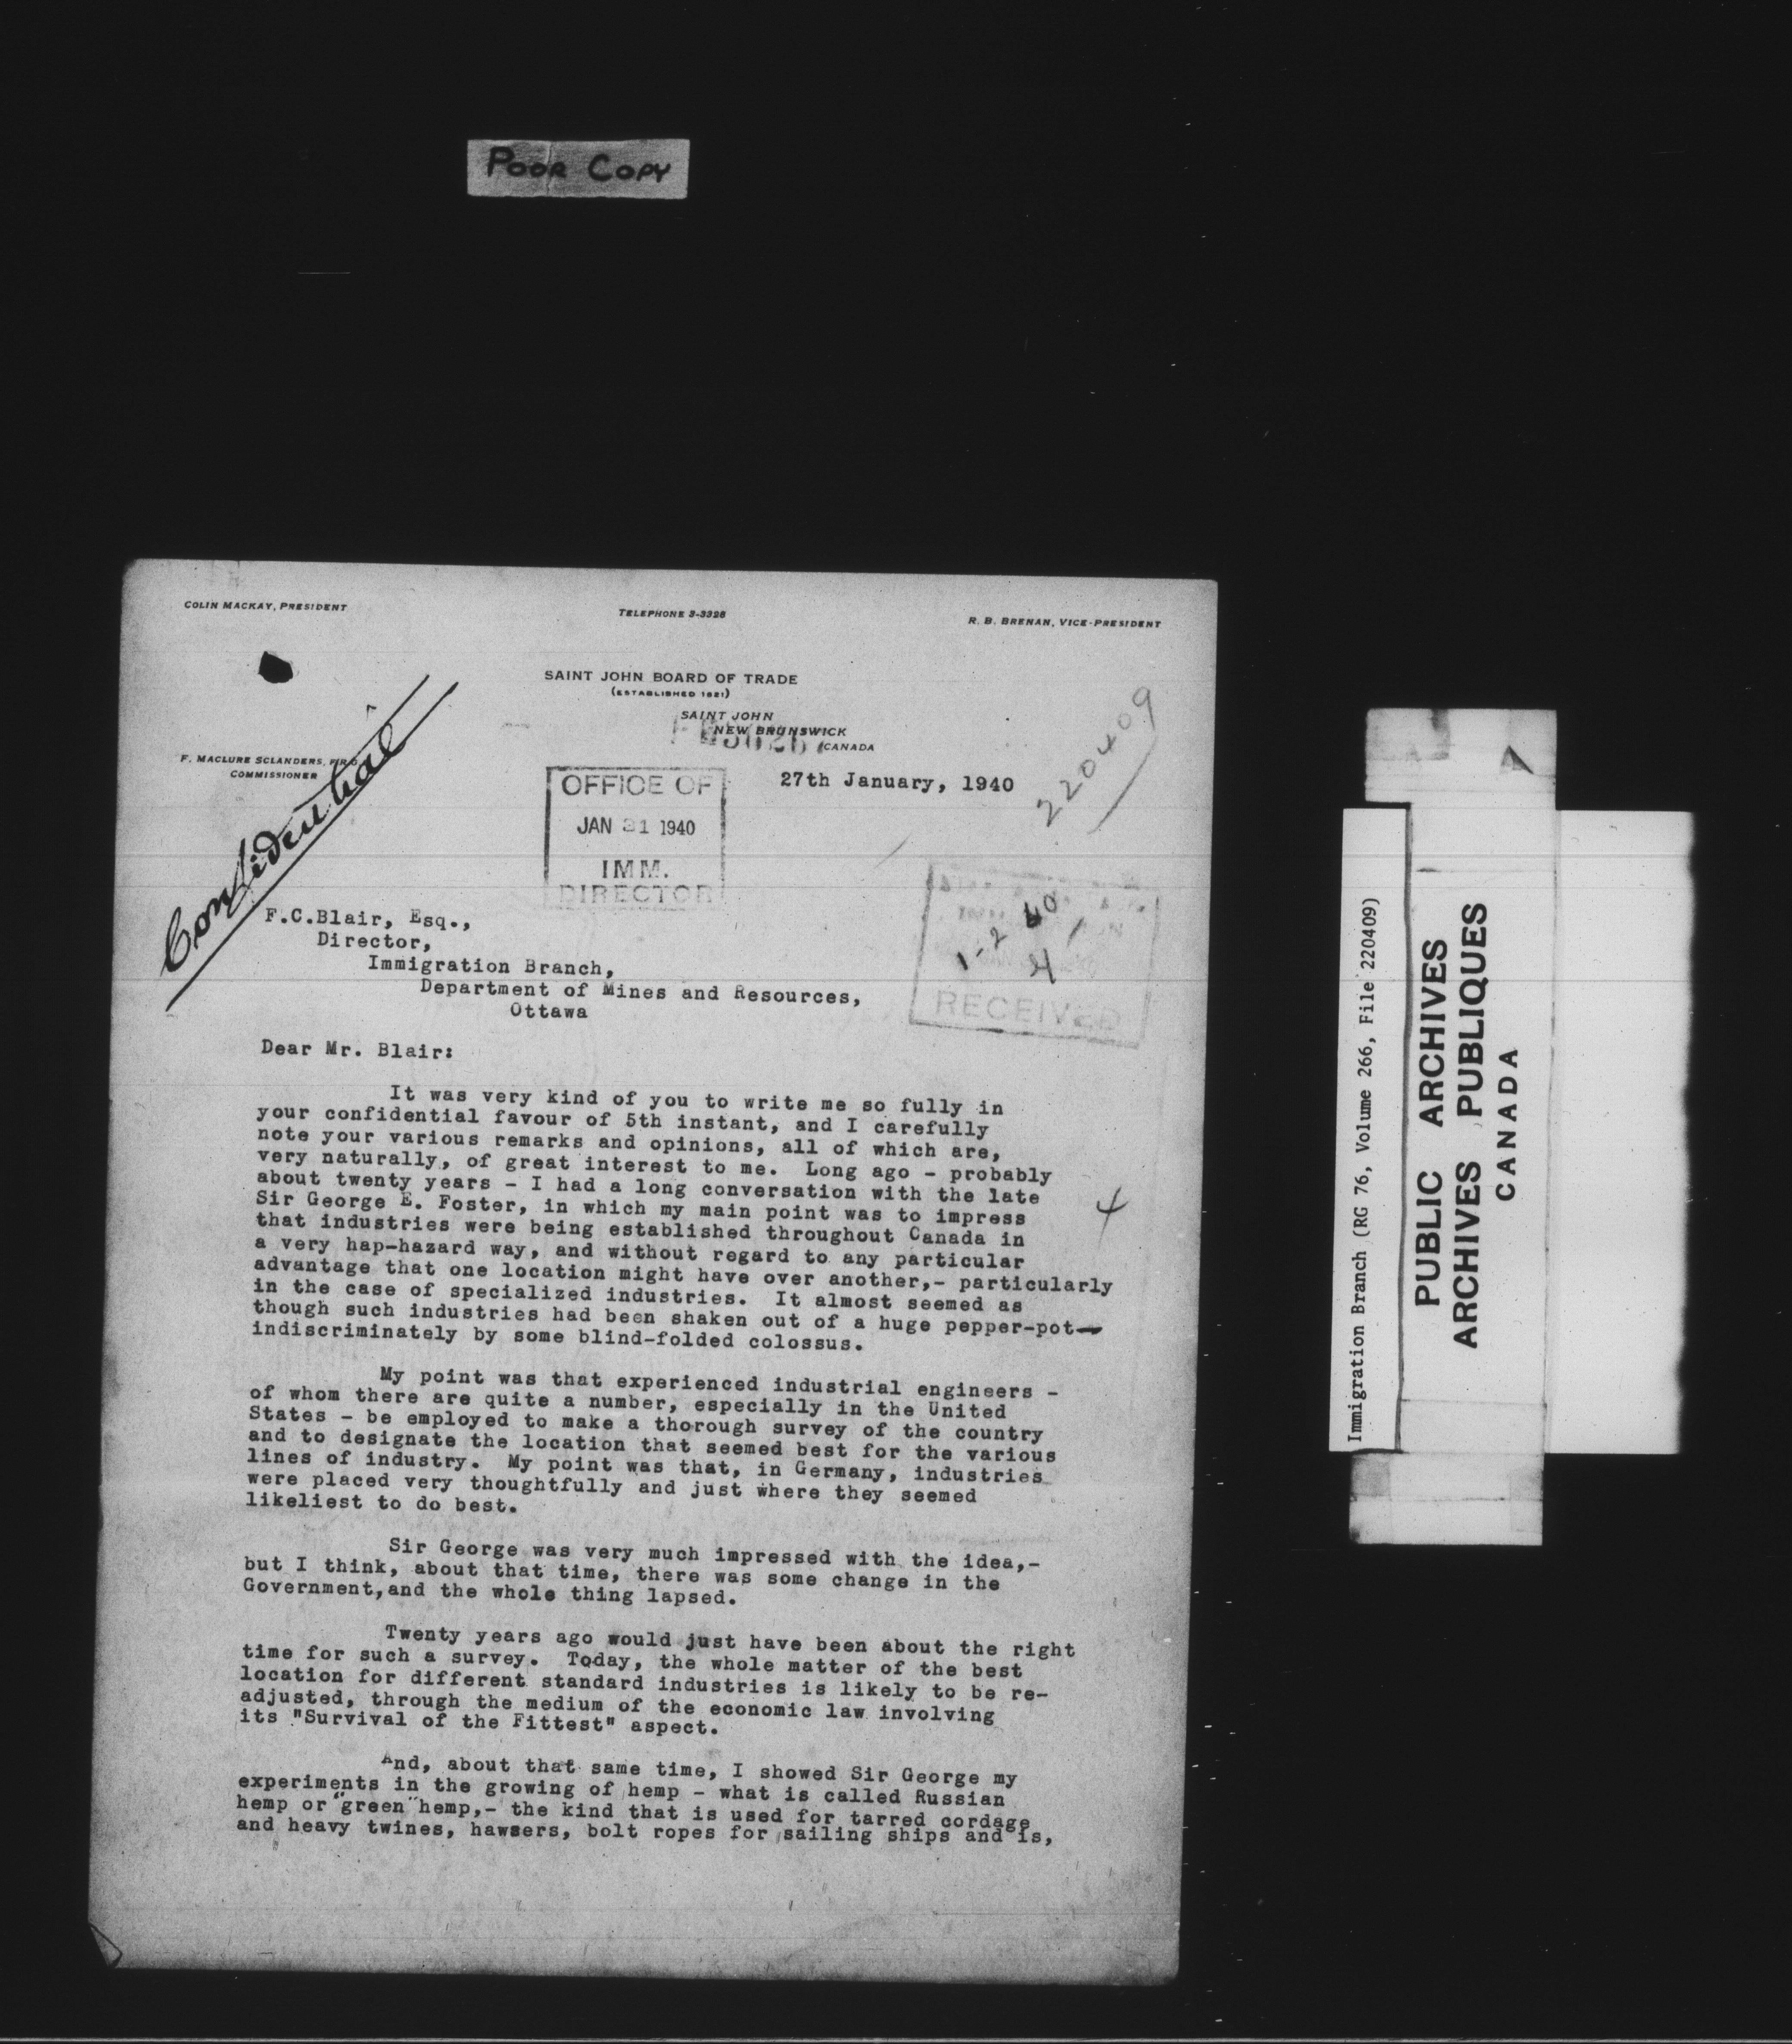 POOR COPY
COLIN MACKAY, PRESIDENT
TELEPHONE 3-3328
R. B. BRENAN, VICE-PRESIDENT
SAINT JOHN BOARD OF TRADE
(ESTABLISHED 1821)
SAINT JOHN
NEW BRUNSWICK
CANADA
F. MACLURE SCLANDERS,
COMMISSIONER
Confidential
220409
27th January, 1940
OFFICE OF
JAN 31 1940
IMM.
DIRECTOR
1-2 40
RECEIVED
F.C.Blair, Esq.,
Director,
Immigration Branch,
Department of Mines and Resources,
Ottawa
Dear Mr. Blair:
It was very kind of you to write me so fully in
your confidential favour of 5th instant, and I carefully
note your various remarks and opinions, all of which are,
very naturally, of great interest to me. Long ago - probably
about twenty years - I had a long conversation with the late
Sir George E. Foster, in which my main point was to impress
that industries were being established throughout Canada in
a very hap-hazard way, and without regard to any particular
advantage that one location might have over another,- particularly
in the case of specialized industries. It almost seemed as
though such industries had been shaken out of a huge pepper-pot-
indiscriminately by some blind-folded colossus.
4
My point was that experienced industrial engineers -
of whom there are quite a number, especially in the United
States - be employed to make a thorough survey of the country
and to designate the location that seemed best for the various
lines of industry. My point was that, in Germany, industries
were placed very thoughtfully and just where they seemed
likeliest to do best.
Sir George was very much impressed with the idea,-
but I think, about that time, there was some change in the
Government,and the whole thing lapsed.
Twenty years ago would just have been about the right
time for such a survey. Today, the whole matter of the best
location for different standard industries is likely to be re-
adjusted, through the medium of the economic law involving
its "Survival of the Fittest" aspect.
And, about that same time, I showed Sir George my
experiments in the growing of hemp - what is called Russian
hemp or "green" hemp,- the kind that is used for tarred cordage
and heavy twines, hawsers, bolt ropes for sailing ships and is,
Immigration Branch (RG 76, Volume 266, File 220409)
PUBLIC ARCHIVES
ARCHIVES PUBLIQUES
CANADA